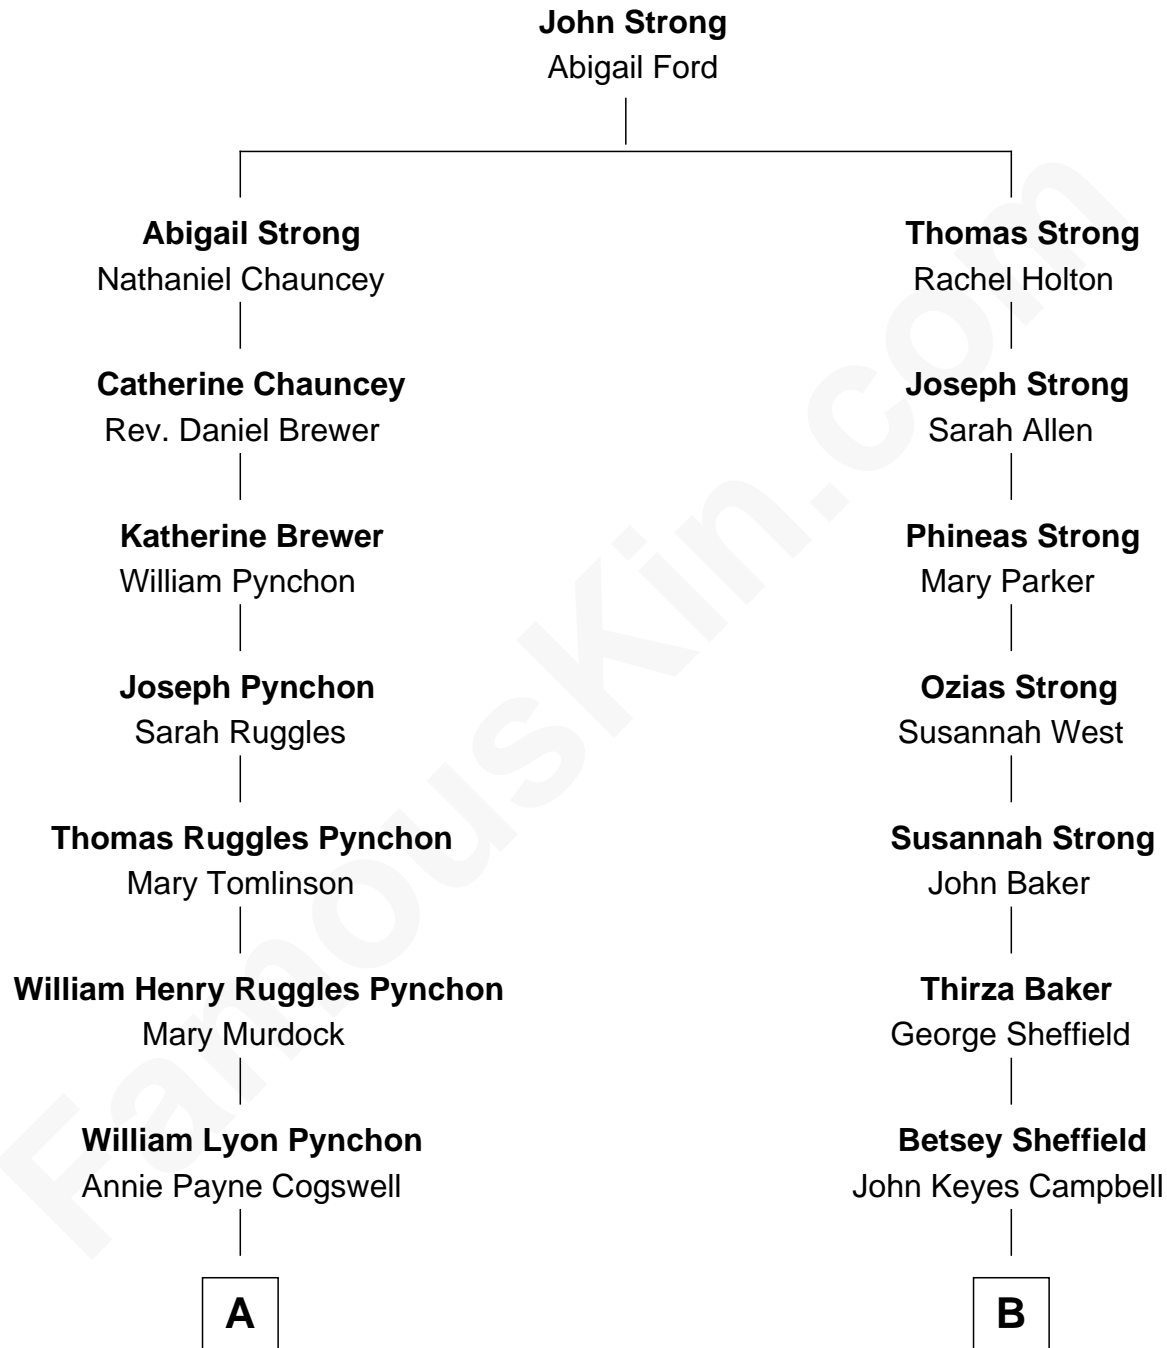 John Strong
Abigail Ford
Abigail Strong
Nathaniel Chauncey
Thomas Strong
Rachel Holton
Catherine Chauncey
Rev. Daniel Brewer
Joseph Strong
Sarah Allen
Katherine Brewer
William Pynchon
Phineas Strong
Mary Parker
Joseph Pynchon
Sarah Ruggles
Ozias Strong
Susannah West
Thomas Ruggles Pynchon
Mary Tomlinson
Susannah Strong
John Baker
William Henry Ruggles Pynchon
Mary Murdock
Thirza Baker
George Sheffield
William Lyon Pynchon
Annie Payne Cogswell
Betsey Sheffield
John Keyes Campbell
A
B
FamousKin.com